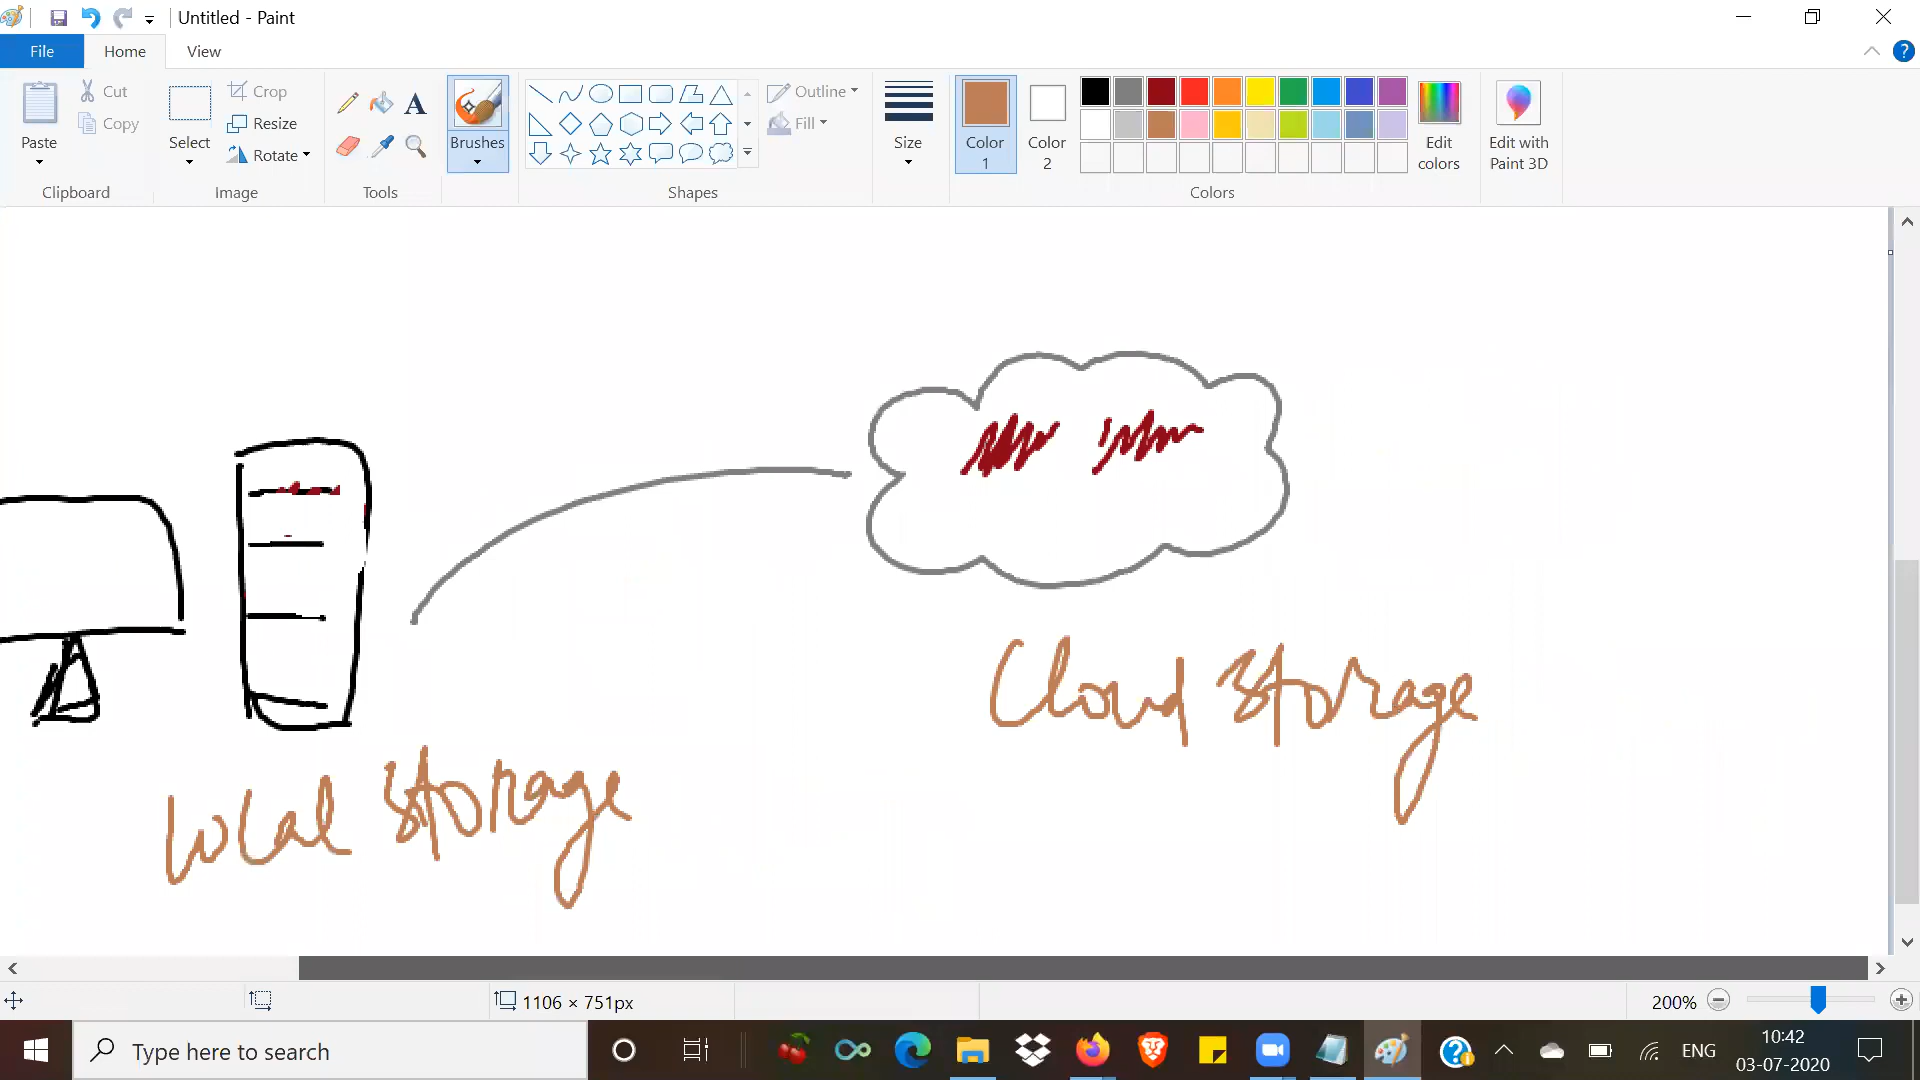 Untitled - Paint
File Home View
Cut
Copy
Paste
Clipboard
Select
Crop
Resize
Rotate
Image
A
Tools
Brushes
Shapes
Outline
Fill
Size
Color
1
Color
2
Edit
colors
Colors
Edit with
Paint 3D
Cloud storage
Local storage
1106 × 751px
200%
Type here to search
ENG
10:42
03-07-2020